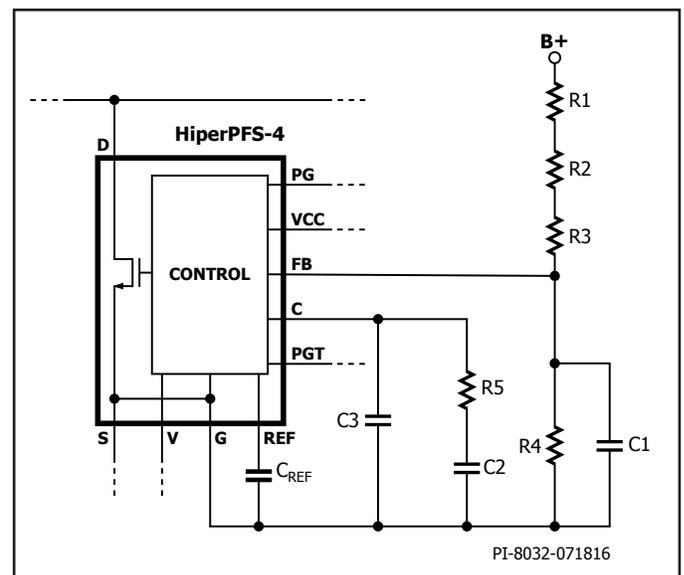 B+
R1
HiperPFS-4
D
R2
PG
VCC
R3
FB
CONTROL
C
PGT
R5
C3
R4
C1
S
V
G
REF
C2
CREF
PI-8032-071816